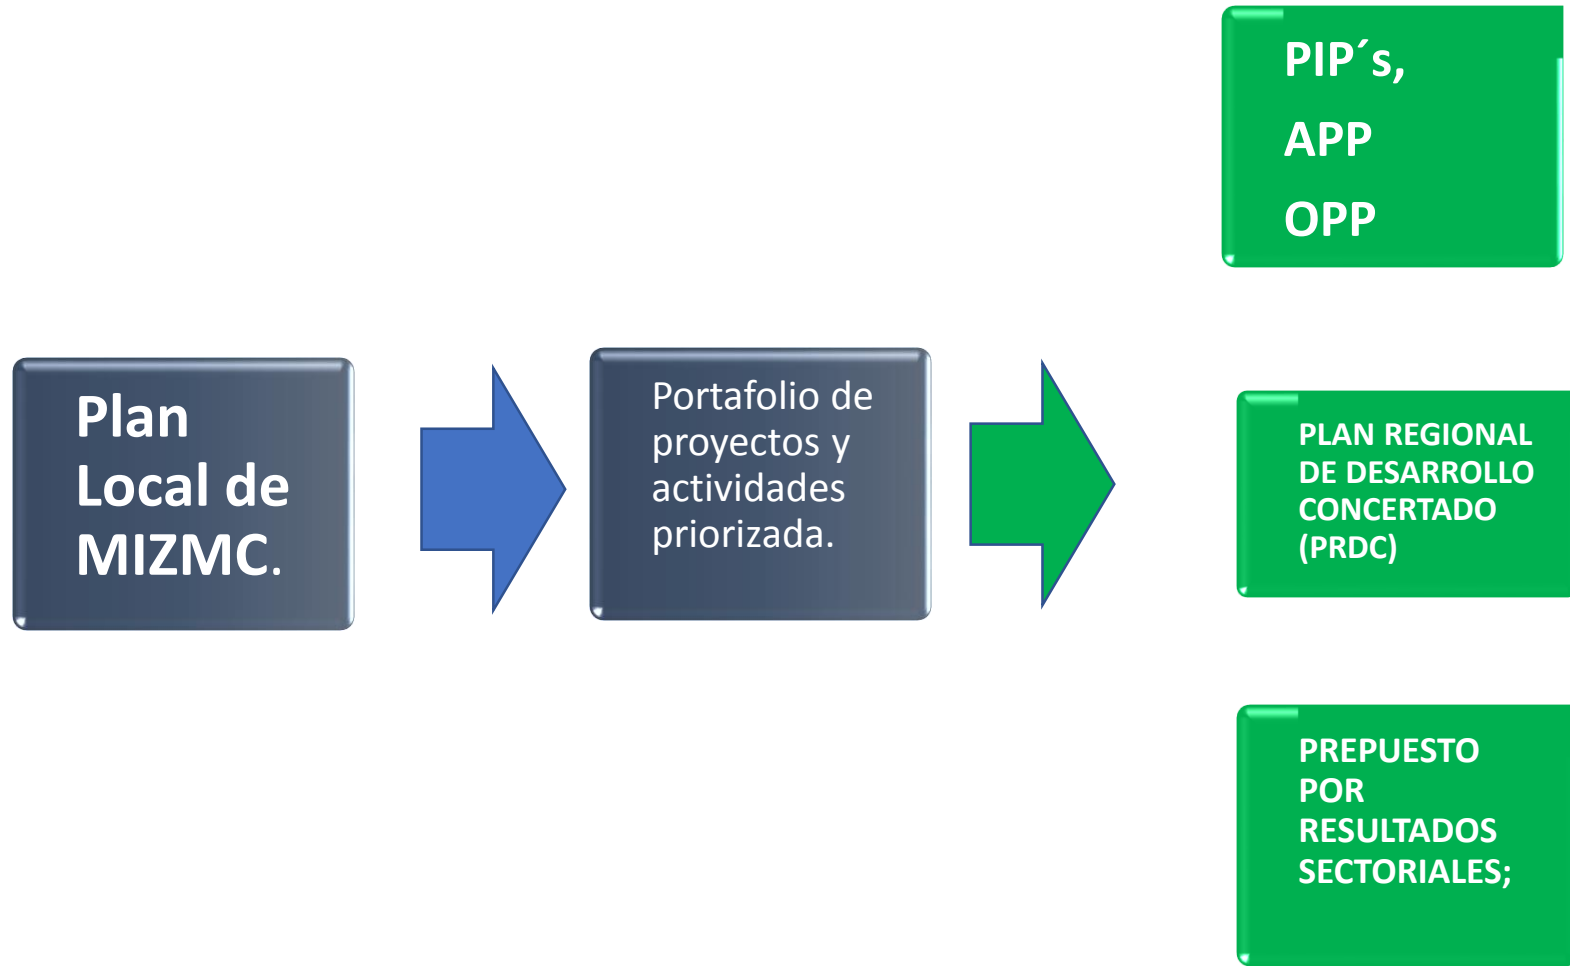 Plan
Local de
MIZMC.
Portafolio de
proyectos y
actividades
priorizada.
PIP´s,
APP
OPP
PLAN REGIONAL
DE DESARROLLO
CONCERTADO
(PRDC)
PREPUESTO
POR
RESULTADOS
SECTORIALES;